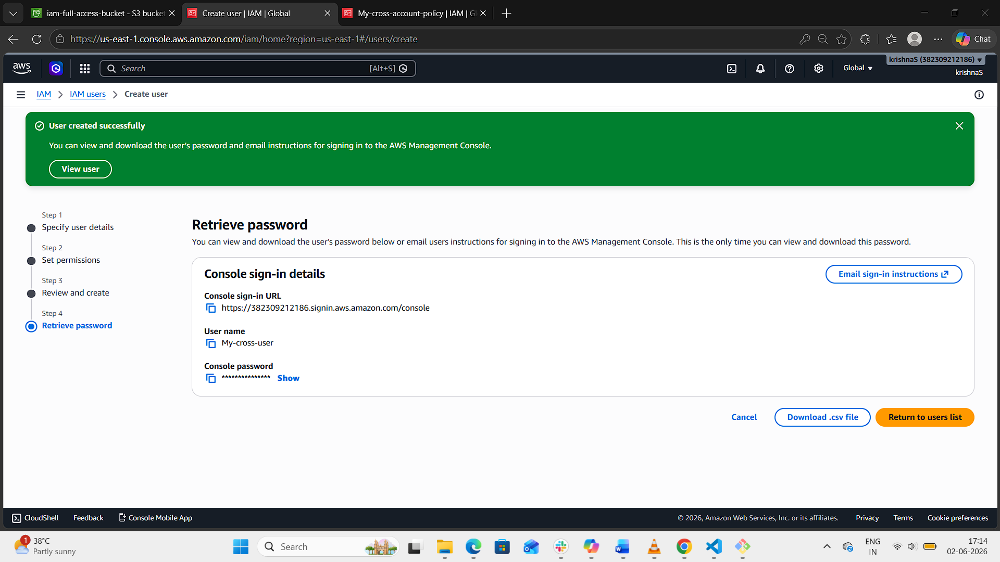 iam-full-access-bucket - S3 bucket
Create user | IAM | Global
My-cross-account-policy | IAM | Gl
https://us-east-1.console.aws.amazon.com/iam/home?region=us-east-1#/users/create
Chat
aws
Search
[Alt+S]
Global
krishnaS (382309212186)
krishnaS
IAM
IAM users
Create user
User created successfully
You can view and download the user's password and email instructions for signing in to the AWS Management Console.
View user
Step 1
Specify user details
Step 2
Set permissions
Step 3
Review and create
Step 4
Retrieve password
Retrieve password
You can view and download the user's password below or email users instructions for signing in to the AWS Management Console. This is the only time you can view and download this password.
Console sign-in details
Email sign-in instructions
Console sign-in URL
https://382309212186.signin.aws.amazon.com/console
User name
My-cross-user
Console password
*************** Show
Cancel
Download .csv file
Return to users list
CloudShell
Feedback
Console Mobile App
© 2026, Amazon Web Services, Inc. or its affiliates.
Privacy
Terms
Cookie preferences
1
38°C
Partly sunny
Search
ENG
IN
17:14
02-06-2026